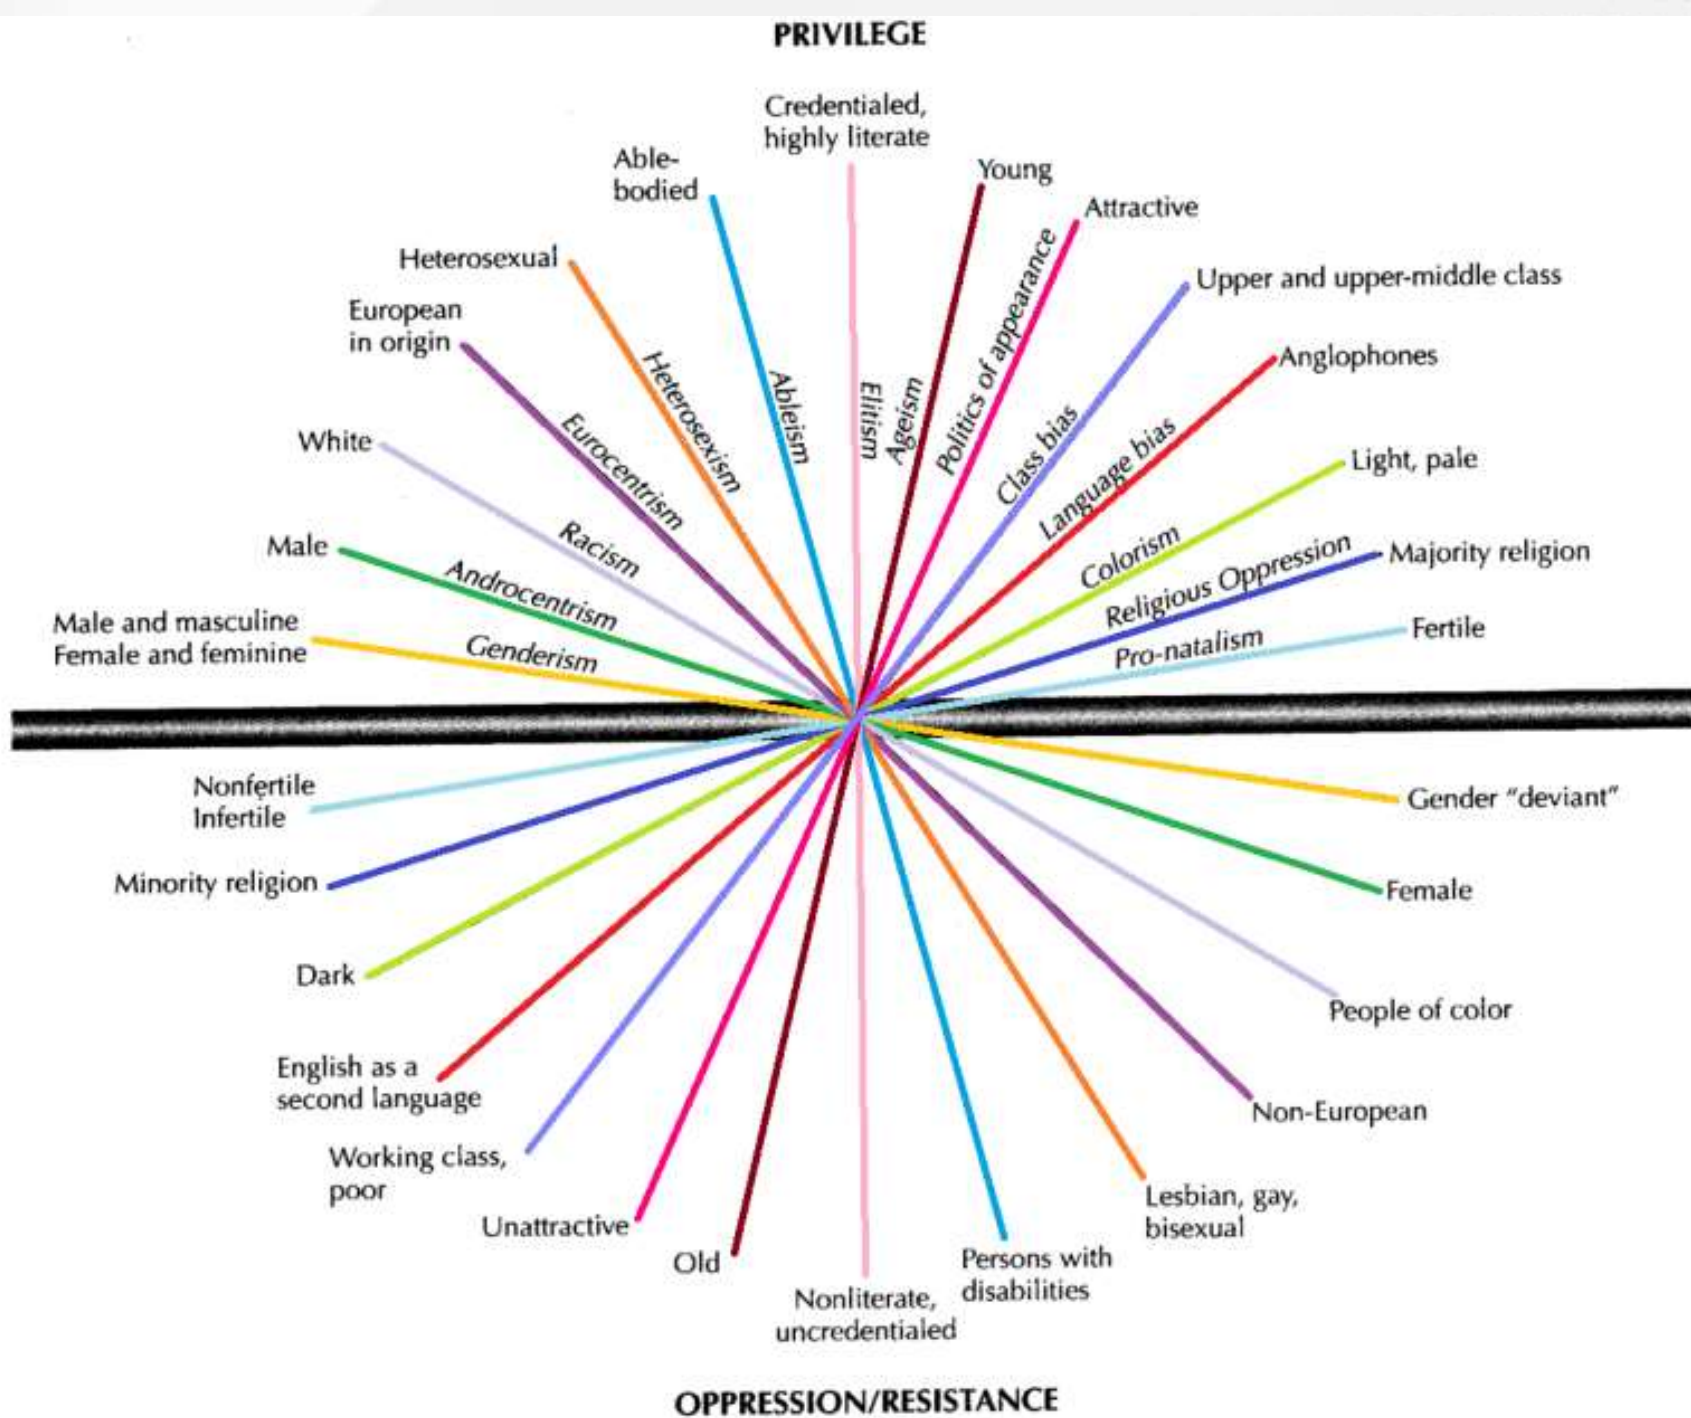 PRIVILEGE
Credentialed,
highly literate
Able-
bodied
Young
Attractive
Heterosexual
Upper and upper-middle class
European
in origin
Anglophones
White
Light, pale
Male
Majority religion
Male and masculine
Female and feminine
Fertile
Genderism
Androcentrism
Racism
Eurocentrism
Heterosexism
Ableism
Elitism
Ageism
Politics of appearance
Class bias
Language bias
Colorism
Religious Oppression
Pro-natalism
Nonfertile
Infertile
Gender “deviant”
Minority religion
Female
Dark
People of color
English as a
second language
Non-European
Working class,
poor
Lesbian, gay,
bisexual
Unattractive
Old
Persons with
disabilities
Nonliterate,
uncredentialed
OPPRESSION/RESISTANCE